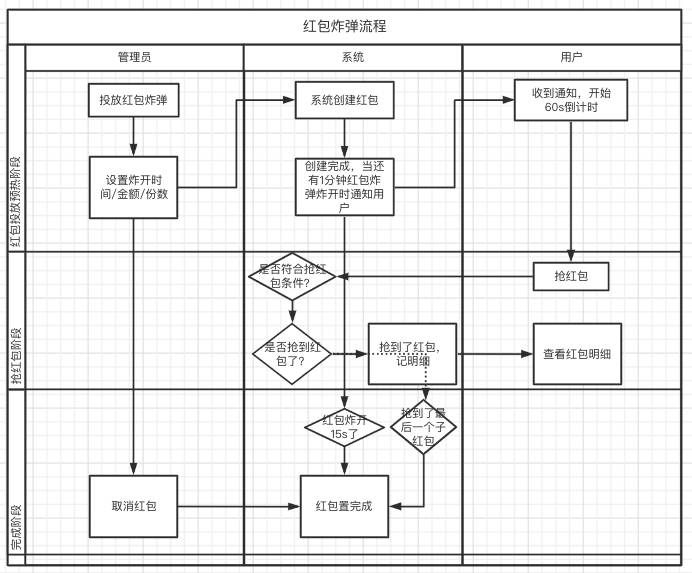 红包炸弹流程
管理员
系统
用户
红包投放预热阶段
投放红包炸弹
系统创建红包
收到通知，开始
60s倒计时
设置炸开时
间/金额/份数
创建完成，当还
有1分钟红包炸
弹炸开时通知用
户
抢红包阶段
是否符合抢红
包条件？
抢红包
是否抢到红
包了？
抢到了红包，
记明细
查看红包明细
完成阶段
红包炸开
15s了
抢到了最
后一个子
红包
取消红包
红包置完成